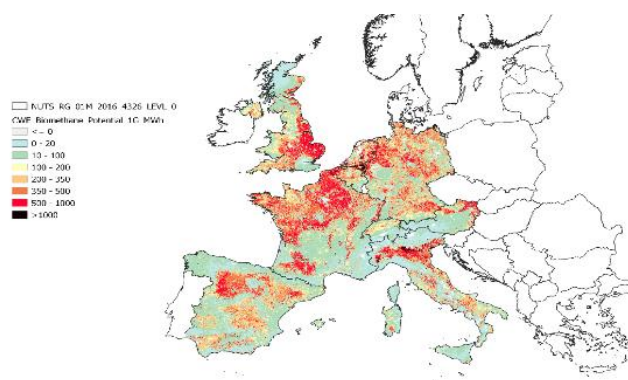 NUTS RG 01M 2016 4326 LEVL 0
CWE Biomethane Potential 1G MWh
<= 0
0 - 20
10 - 100
100 - 200
200 - 350
350 - 500
500 - 1000
>1000